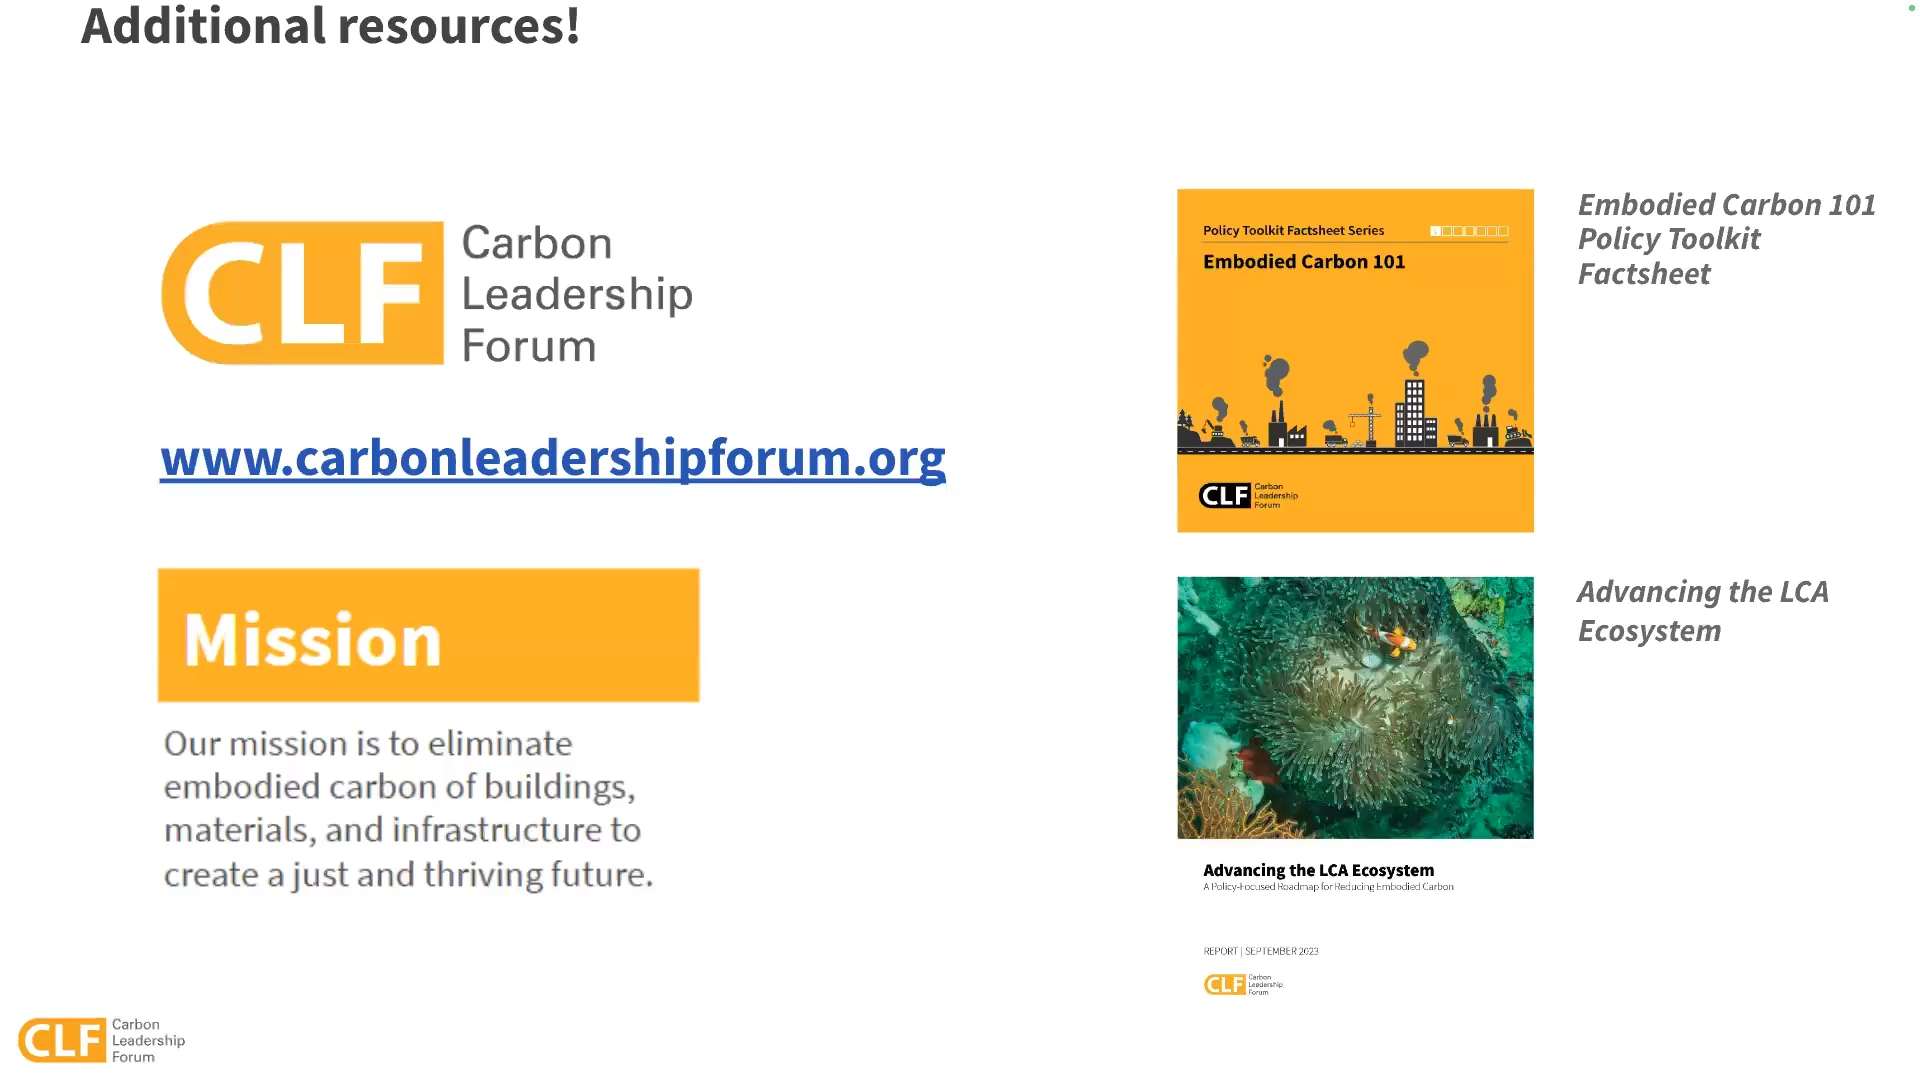 Additional resources!
CLF
Carbon
Leadership
Forum
www.carbonleadershipforum.org
Mission
Our mission is to eliminate
embodied carbon of buildings,
materials, and infrastructure to
create a just and thriving future.
Policy Toolkit Factsheet Series
1
Embodied Carbon 101
CLF
Carbon
Leadership
Forum
Embodied Carbon 101
Policy Toolkit
Factsheet
Advancing the LCA Ecosystem
A Policy-Focused Roadmap for Reducing Embodied Carbon
REPORT | SEPTEMBER 2023
CLF
Carbon
Leadership
Forum
Advancing the LCA
Ecosystem
CLF
Carbon
Leadership
Forum